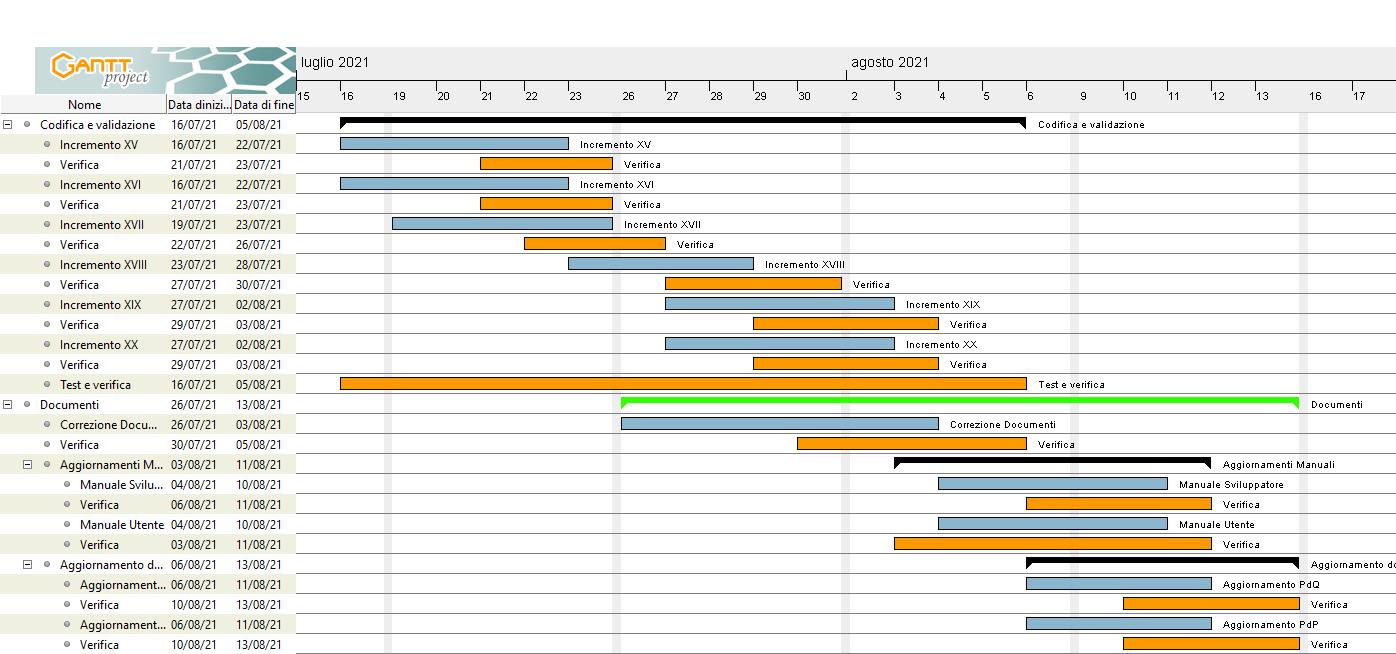 GANTT project
luglio 2021 agosto 2021
Nome Data dinizi... Data di fine 15 16 19 20 21 22 23 26 27 28 29 30 2 3 4 5 6 9 10 11 12 13 16 17
Codifica e validazione 16/07/21 05/08/21 Codifica e validazione
Incremento XV 16/07/21 22/07/21 Incremento XV
Verifica 21/07/21 23/07/21 Verifica
Incremento XVI 16/07/21 22/07/21 Incremento XVI
Verifica 21/07/21 23/07/21 Verifica
Incremento XVII 19/07/21 23/07/21 Incremento XVII
Verifica 22/07/21 26/07/21 Verifica
Incremento XVIII 23/07/21 28/07/21 Incremento XVIII
Verifica 27/07/21 30/07/21 Verifica
Incremento XIX 27/07/21 02/08/21 Incremento XIX
Verifica 29/07/21 03/08/21 Verifica
Incremento XX 27/07/21 02/08/21 Incremento XX
Verifica 29/07/21 03/08/21 Verifica
Test e verifica 16/07/21 05/08/21 Test e verifica
Documenti 26/07/21 13/08/21 Documenti
Correzione Docu... 26/07/21 03/08/21 Correzione Documenti
Verifica 30/07/21 05/08/21 Verifica
Aggiornamenti M... 03/08/21 11/08/21 Aggiornamenti Manuali
Manuale Svilu... 04/08/21 10/08/21 Manuale Sviluppatore
Verifica 06/08/21 11/08/21 Verifica
Manuale Utente 04/08/21 10/08/21 Manuale Utente
Verifica 03/08/21 11/08/21 Verifica
Aggiornamento d... 06/08/21 13/08/21 Aggiornamento do
Aggiornament... 06/08/21 11/08/21 Aggiornamento PdQ
Verifica 10/08/21 13/08/21 Verifica
Aggiornament... 06/08/21 11/08/21 Aggiornamento PdP
Verifica 10/08/21 13/08/21 Verifica